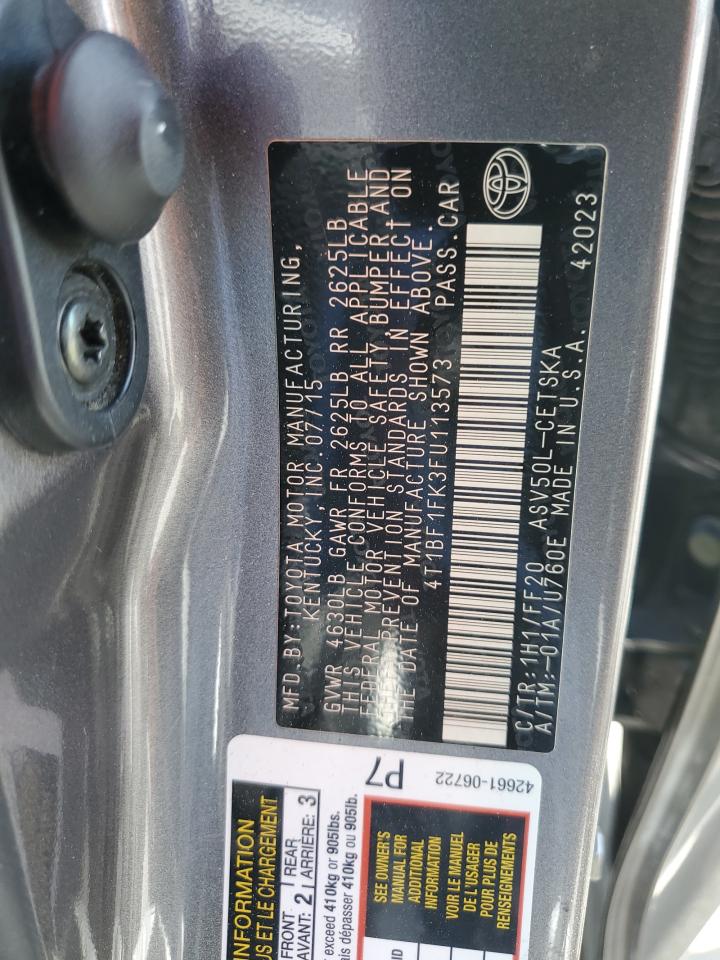 MFD.BY:TOYOTA MOTOR MANUFACTURING,
KENTUCKY INC.07/15
GVWR 4630LB GAWR FR 2625LB RR 2625LB
THIS VEHICLE CONFORMS TO ALL APPLICABLE
FEDERAL MOTOR VEHICLE SAFETY,BUMPER,AND
THEFT PREVENTION STANDARDS IN EFFECT ON
THE DATE OF MANUFACTURE SHOWN ABOVE.
4T1BF1FK3FU113573 PASS.CAR
C/TR:1H1/FF20 ASV50L-CETSKA
A/TM:-01A/U760E MADE IN U.S.A. 42023
P7
42661-06722
INFORMATION
US ET LE CHARGEMENT
FRONT REAR
AVANT: 2 ARRIÈRE: 3
exceed 410kg or 905lbs.
ais dépasser 410kg ou 905lb.
SEE OWNER'S
MANUAL FOR
ADDITIONAL
INFORMATION
VOIR LE MANUEL
DE L'USAGER
POUR PLUS DE
RENSEIGNEMENTS